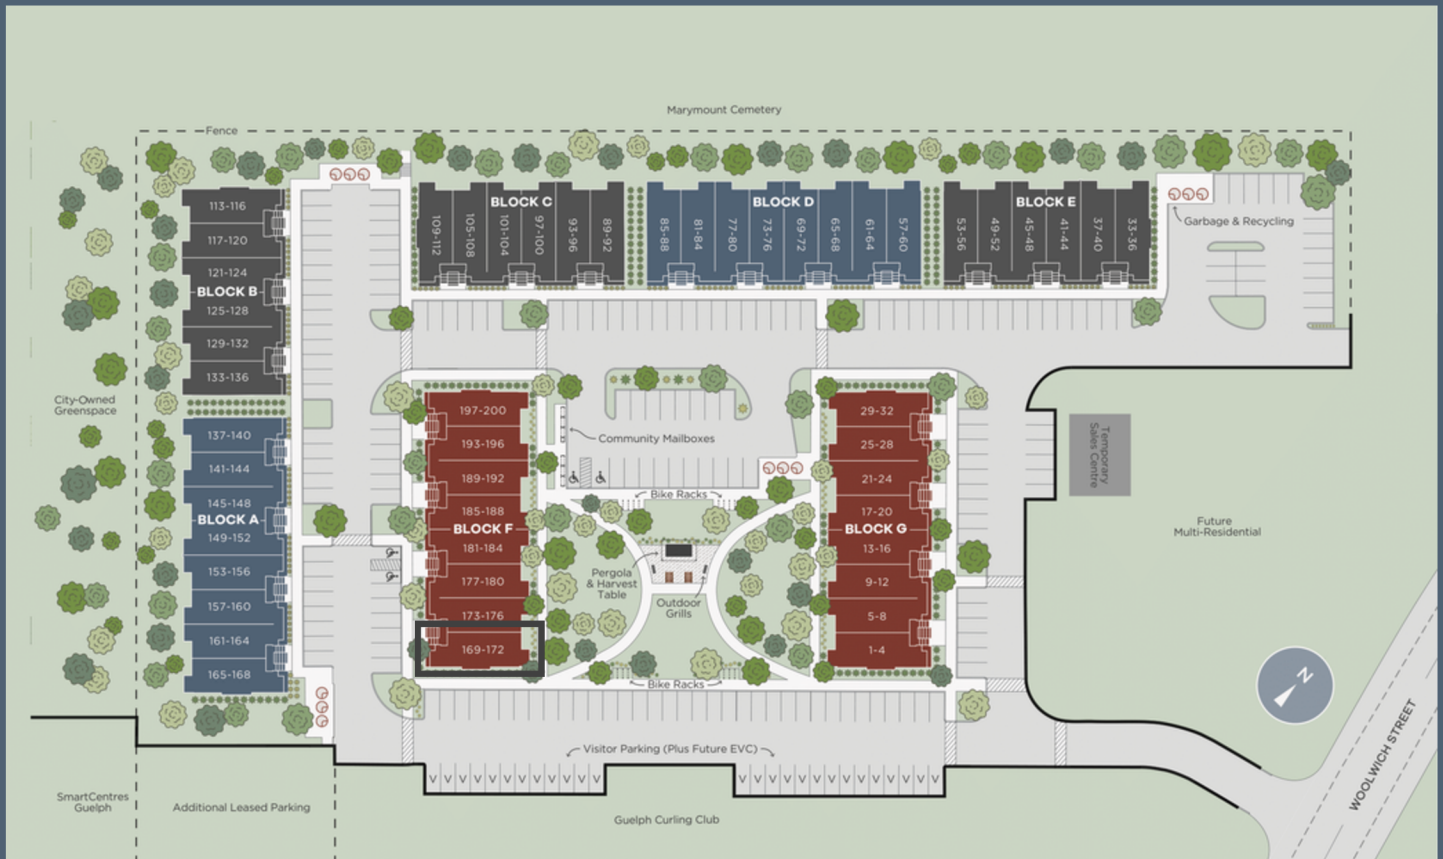 Marymount Cemetery
Fence
BLOCK C
109-112
105-108
101-104
97-100
93-96
89-92
BLOCK D
85-88
81-84
77-80
73-76
69-72
65-68
61-64
57-60
BLOCK E
53-56
49-52
45-48
41-44
37-40
33-36
Garbage & Recycling
113-116
117-120
121-124
BLOCK B
125-128
129-132
133-136
City-Owned
Greenspace
137-140
141-144
145-148
BLOCK A
149-152
153-156
157-160
161-164
165-168
197-200
193-196
189-192
185-188
BLOCK F
181-184
177-180
173-176
169-172
Community Mailboxes
Bike Racks
Pergola
& Harvest
Table
Outdoor
Grills
Bike Racks
29-32
25-28
21-24
17-20
BLOCK G
13-16
9-12
5-8
1-4
Temporary
Sales Centre
Future
Multi-Residential
N
WOOLWICH STREET
Visitor Parking (Plus Future EVC)
V V V V V V V V V V V V
V V V V V V V V V V V V V V
SmartCentres
Guelph
Additional Leased Parking
Guelph Curling Club